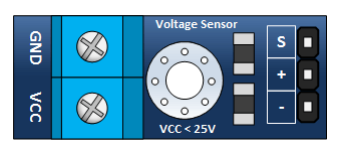 Voltage Sensor
GND
VCC
S
+
-
VCC < 25V